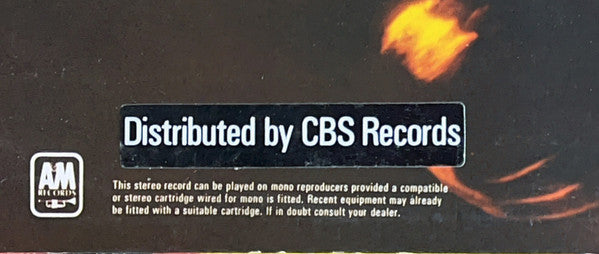 Distributed by CBS Records
A&M
RECORDS
This stereo record can be played on mono reproducers provided a compatible
or stereo cartridge wired for mono is fitted. Recent equipment may already
be fitted with a suitable cartridge. If in doubt consult your dealer.